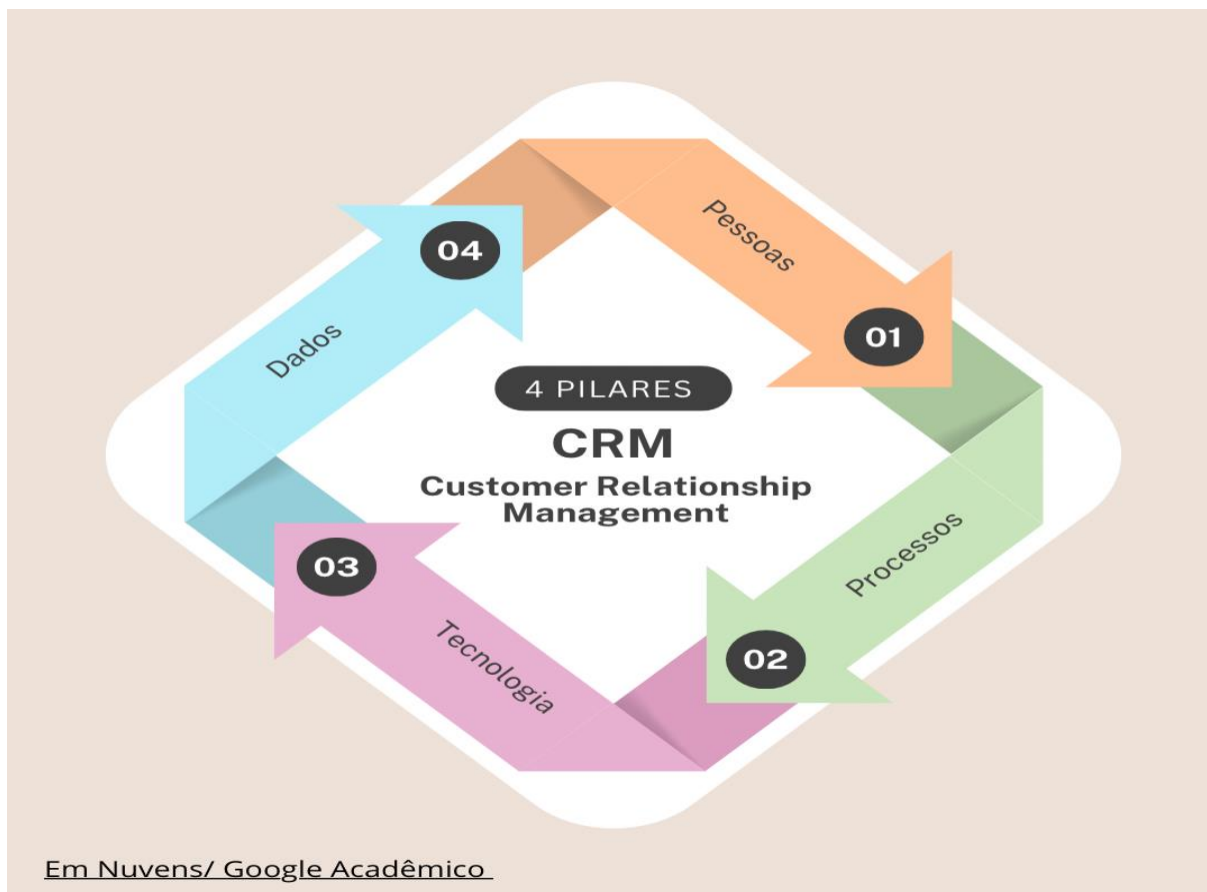 04
Pessoas
01
Dados
4 PILARES
CRM
Customer Relationship
Management
03
Processos
Tecnologia
02
Em Nuvens/ Google Acadêmico